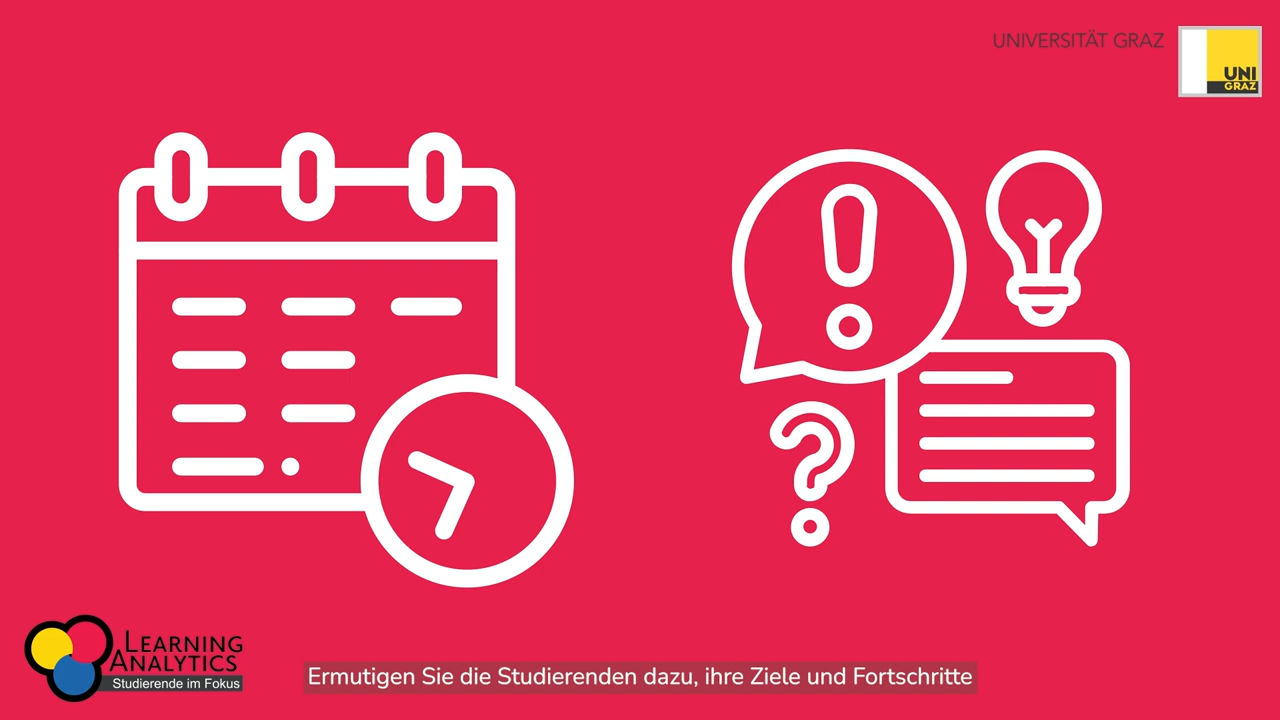 UNIVERSITÄT GRAZ
UNI
GRAZ
LEARNING
ANALYTICS
Studierende im Fokus
Ermutigen Sie die Studierenden dazu, ihre Ziele und Fortschritte